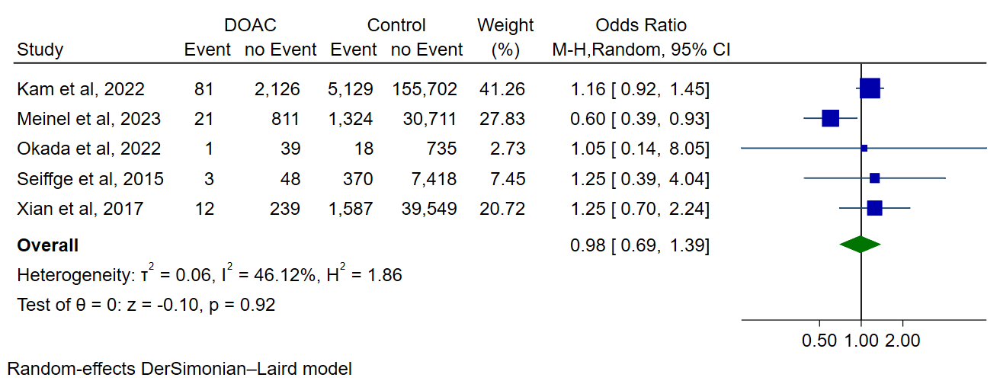 DOAC Control Weight Odds Ratio
Study Event no Event Event no Event (%) M-H,Random, 95% CI
Kam et al, 2022 81 2,126 5,129 155,702 41.26 1.16 [ 0.92, 1.45]
Meinel et al, 2023 21 811 1,324 30,711 27.83 0.60 [ 0.39, 0.93]
Okada et al, 2022 1 39 18 735 2.73 1.05 [ 0.14, 8.05]
Seiffge et al, 2015 3 48 370 7,418 7.45 1.25 [ 0.39, 4.04]
Xian et al, 2017 12 239 1,587 39,549 20.72 1.25 [ 0.70, 2.24]
Overall 0.98 [ 0.69, 1.39]
Heterogeneity: τ² = 0.06, I² = 46.12%, H² = 1.86
Test of θ = 0: z = -0.10, p = 0.92
0.50 1.00 2.00
Random-effects DerSimonian–Laird model